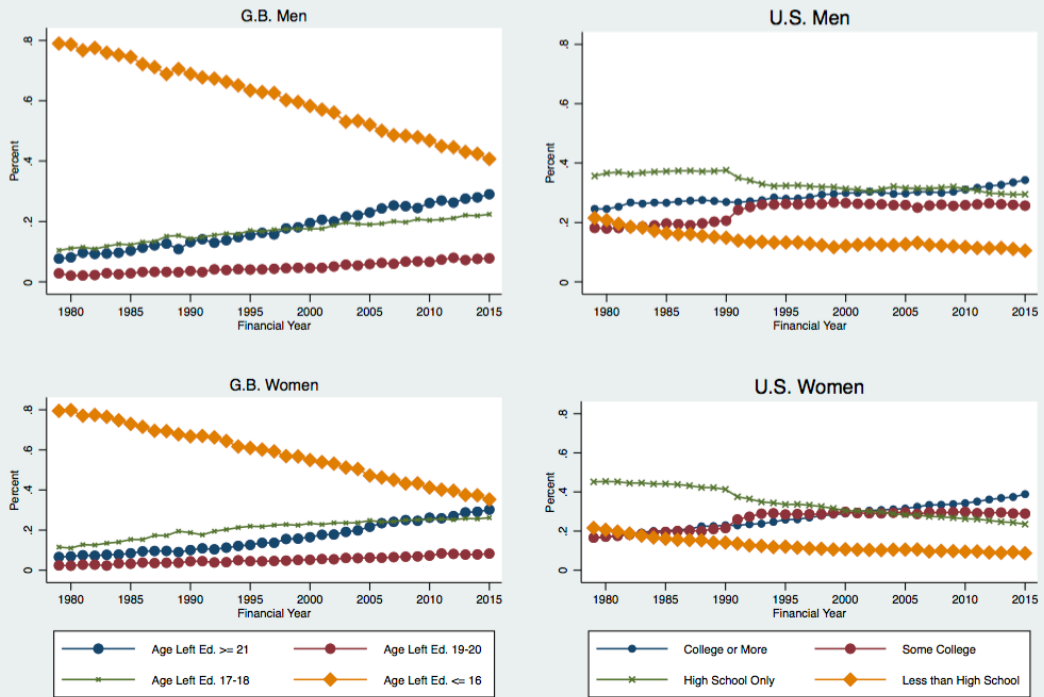 G.B. Men
Percent
.8
.6
.4
.2
0
1980 1985 1990 1995 2000 2005 2010 2015
Financial Year
U.S. Men
Percent
.8
.6
.4
.2
0
1980 1985 1990 1995 2000 2005 2010 2015
Financial Year
G.B. Women
Percent
.8
.6
.4
.2
0
1980 1985 1990 1995 2000 2005 2010 2015
Financial Year
U.S. Women
Percent
.8
.6
.4
.2
0
1980 1985 1990 1995 2000 2005 2010 2015
Financial Year
Age Left Ed. >= 21 Age Left Ed. 19-20
Age Left Ed. 17-18 Age Left Ed. <= 16
College or More Some College
High School Only Less than High School